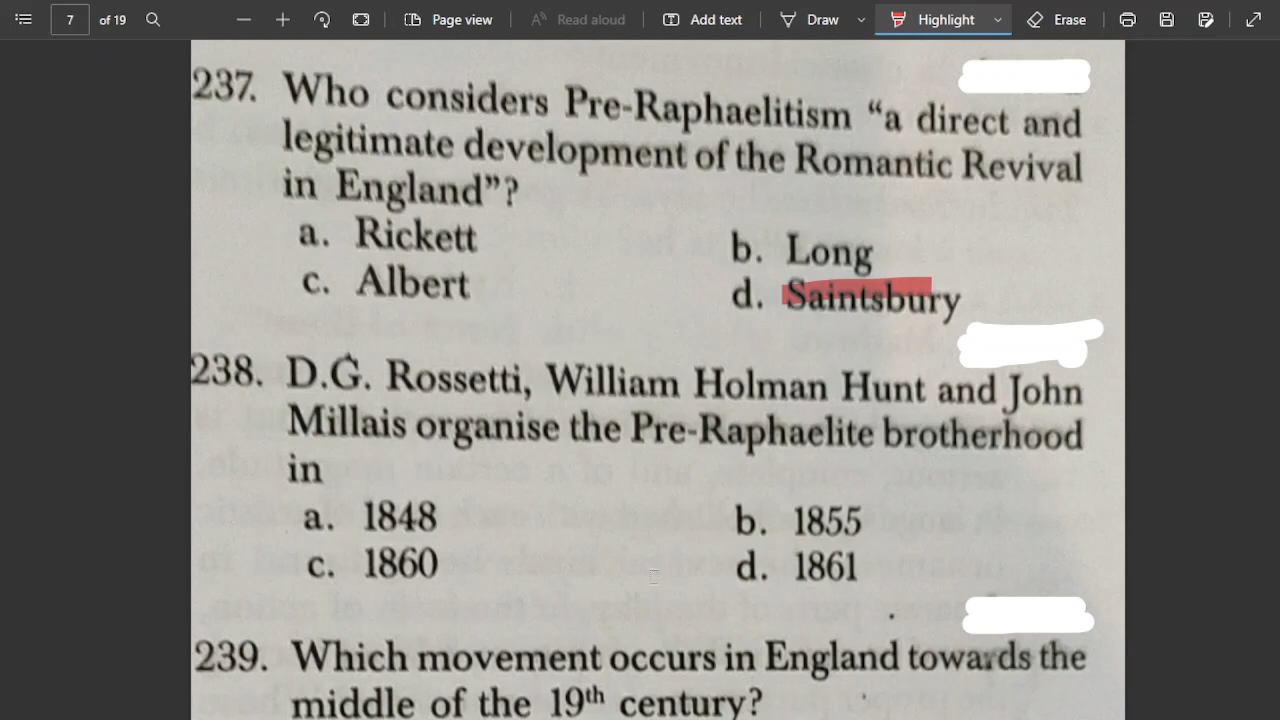 7 of 19 Page view Read aloud Add text Draw Highlight Erase
237. Who considers Pre-Raphaelitism “a direct and
legitimate development of the Romantic Revival
in England”?
a. Rickett b. Long
c. Albert d. Saintsbury
238. D.G. Rossetti, William Holman Hunt and John
Millais organise the Pre-Raphaelite brotherhood
in
a. 1848 b. 1855
c. 1860 d. 1861
239. Which movement occurs in England towards the
middle of the 19th century?